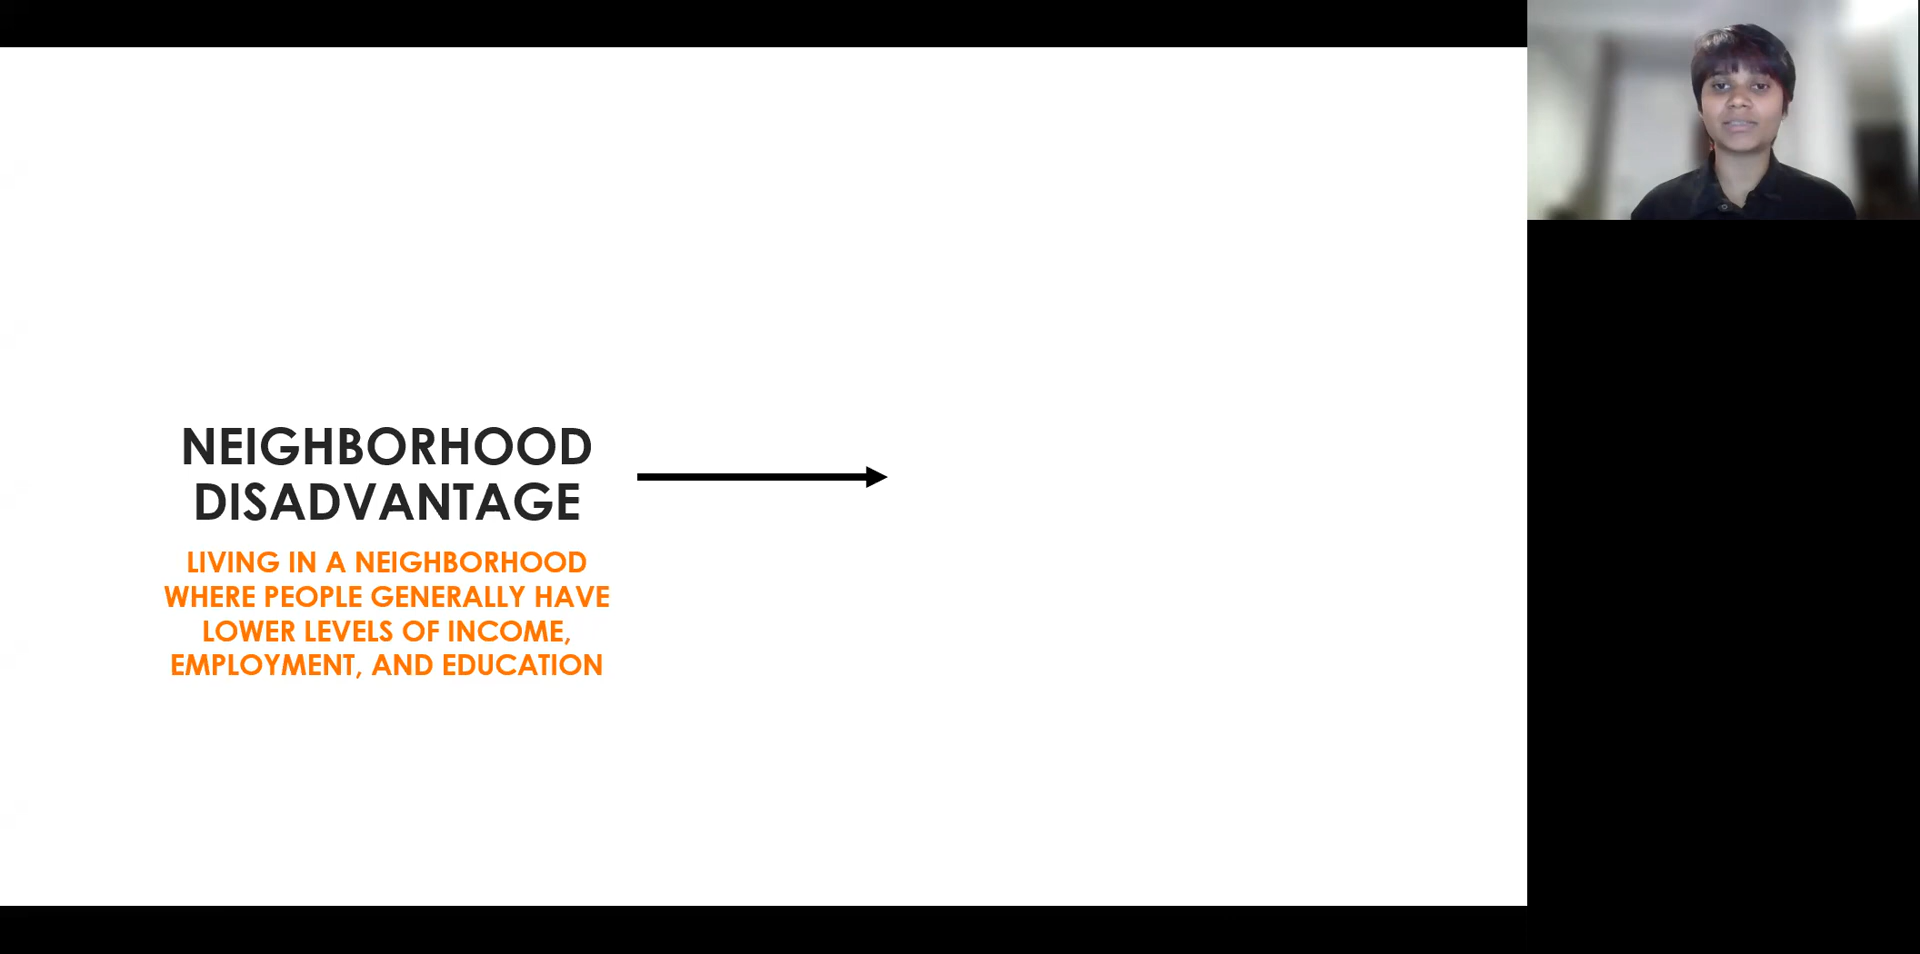 NEIGHBORHOOD
DISADVANTAGE
LIVING IN A NEIGHBORHOOD
WHERE PEOPLE GENERALLY HAVE
LOWER LEVELS OF INCOME,
EMPLOYMENT, AND EDUCATION